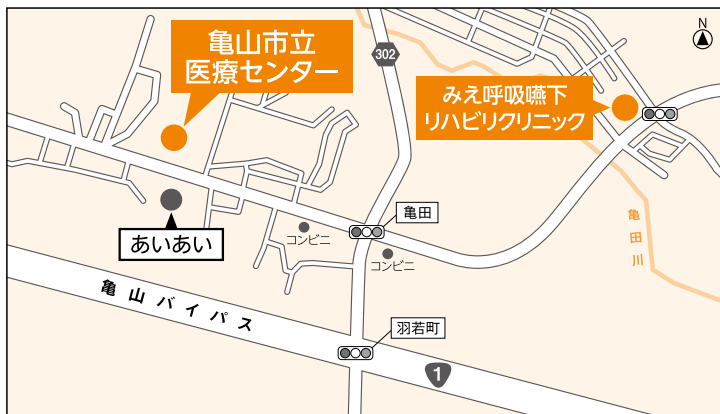 亀山市立
医療センター
302
N
みえ呼吸嚥下
リハビリクリニック
亀田
コンビニ
コンビニ
あいあい
亀田川
亀山バイパス
羽若町
1